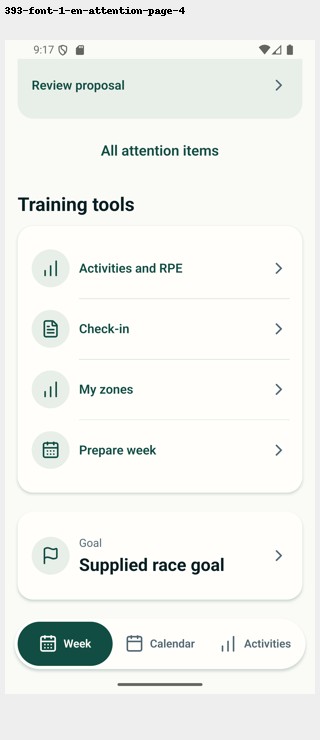 393-font-1-en-attention-page-4
9:17
Review proposal
All attention items
Training tools
Activities and RPE
Check-in
My zones
Prepare week
Goal
Supplied race goal
Week
Calendar
Activities